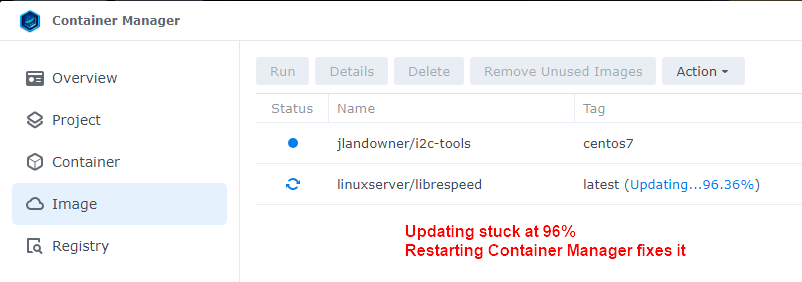 Container Manager
Overview
Project
Container
Image
Registry
Run Details Delete Remove Unused Images Action
Status Name Tag
jlandowner/i2c-tools centos7
linuxserver/librespeed latest (Updating...96.36%)
Updating stuck at 96%
Restarting Container Manager fixes it